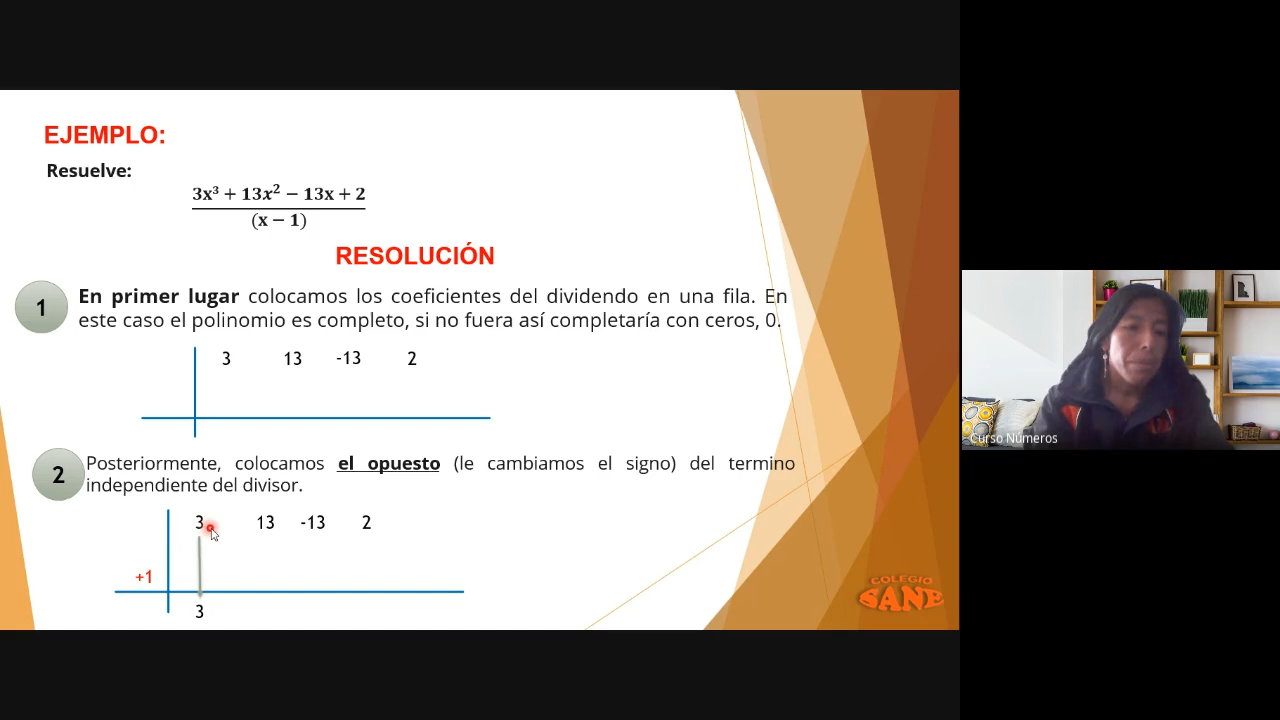 EJEMPLO:
Resuelve:
3x³ + 13x² − 13x + 2
(x − 1)
RESOLUCIÓN
1
En primer lugar colocamos los coeficientes del dividendo en una fila. En
este caso el polinomio es completo, si no fuera así completaría con ceros, 0.
3 13 -13 2
2
Posteriormente, colocamos el opuesto (le cambiamos el signo) del termino
independiente del divisor.
3 13 -13 2
+1
3
COLEGIO
SANE
Curso Números